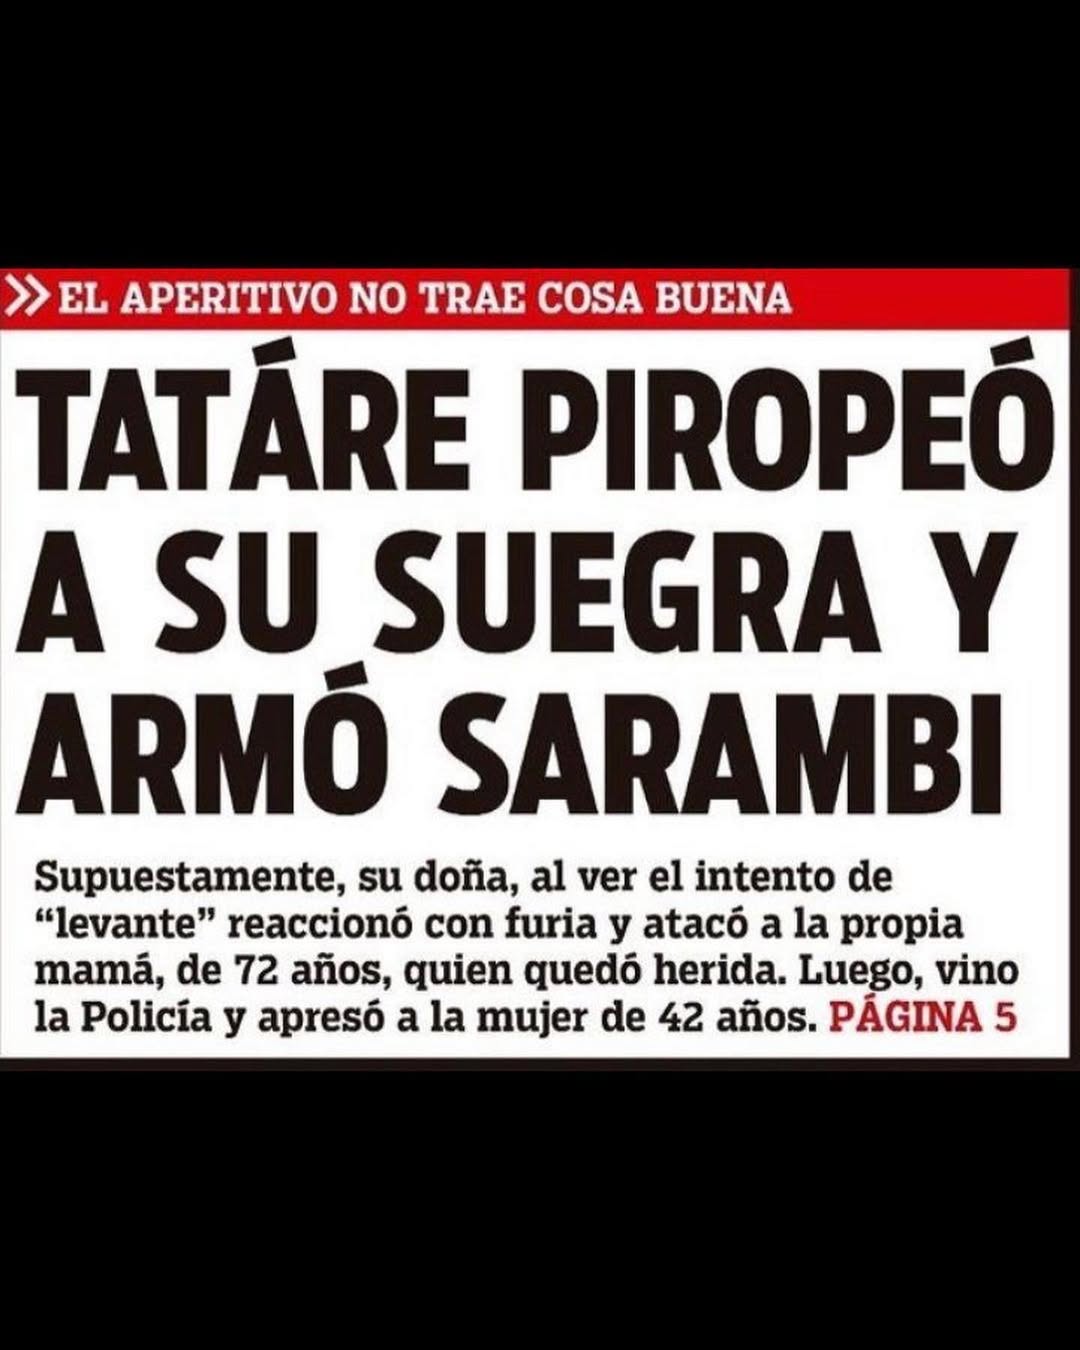 EL APERITIVO NO TRAE COSA BUENA
TATÁRE PIROPEÓ
A SU SUEGRA Y
ARMÓ SARAMBI
Supuestamente, su doña, al ver el intento de
“levante” reaccionó con furia y atacó a la propia
mamá, de 72 años, quien quedó herida. Luego, vino
la Policía y apresó a la mujer de 42 años. PÁGINA 5